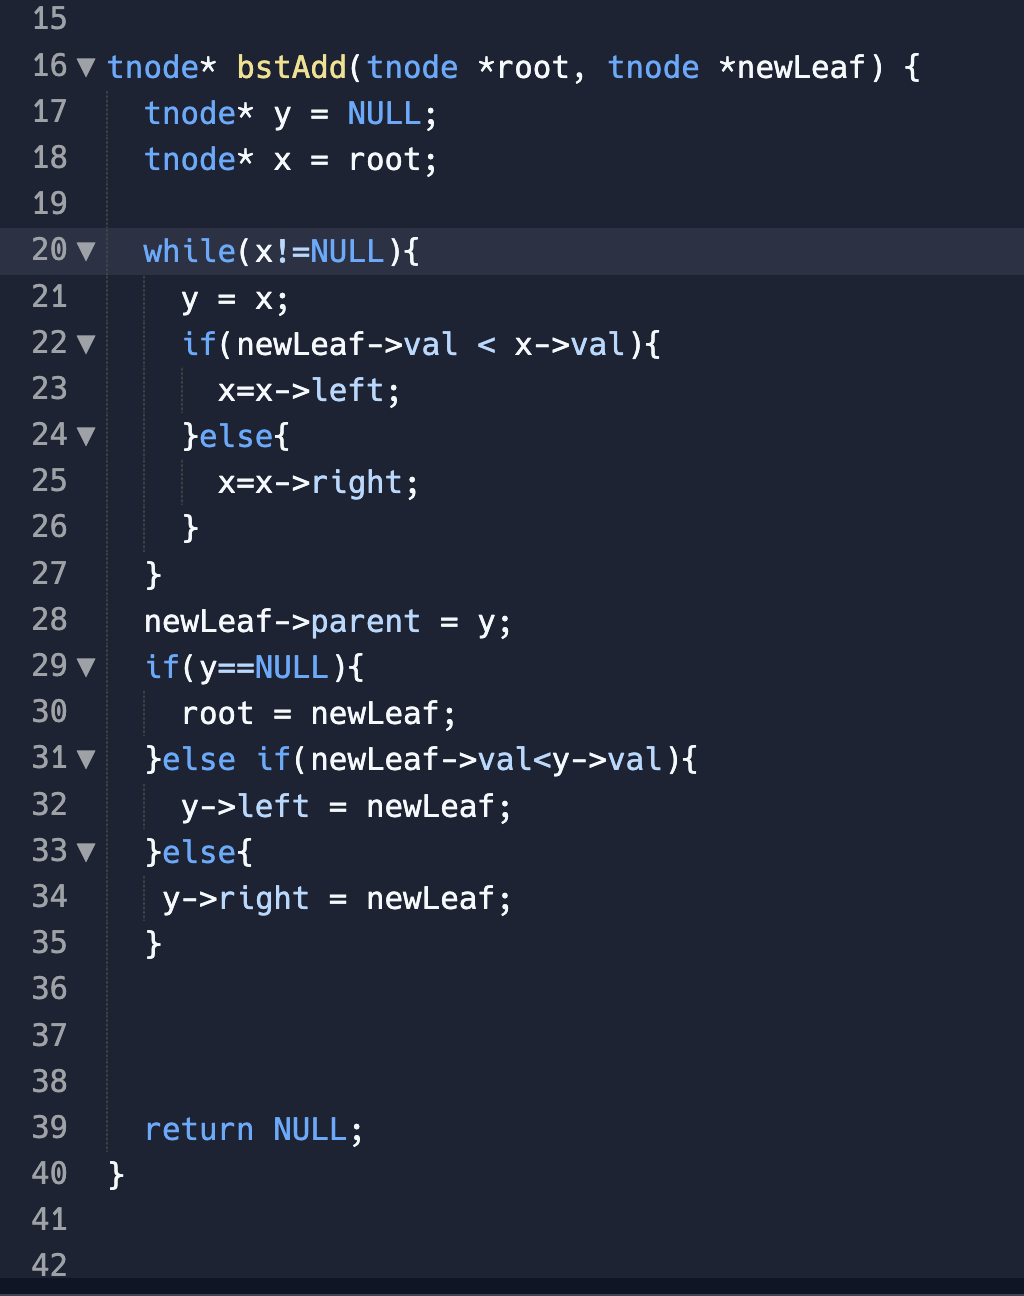 15
16 ▼ tnode* bstAdd(tnode *root, tnode *newLeaf) {
17 tnode* y = NULL;
18 tnode* x = root;
19
20 ▼ while(x!=NULL){
21 y = x;
22 ▼ if(newLeaf->val < x->val){
23 x=x->left;
24 ▼ }else{
25 x=x->right;
26 }
27 }
28 newLeaf->parent = y;
29 ▼ if(y==NULL){
30 root = newLeaf;
31 ▼ }else if(newLeaf->val<y->val){
32 y->left = newLeaf;
33 ▼ }else{
34 y->right = newLeaf;
35 }
36
37
38
39 return NULL;
40 }
41
42